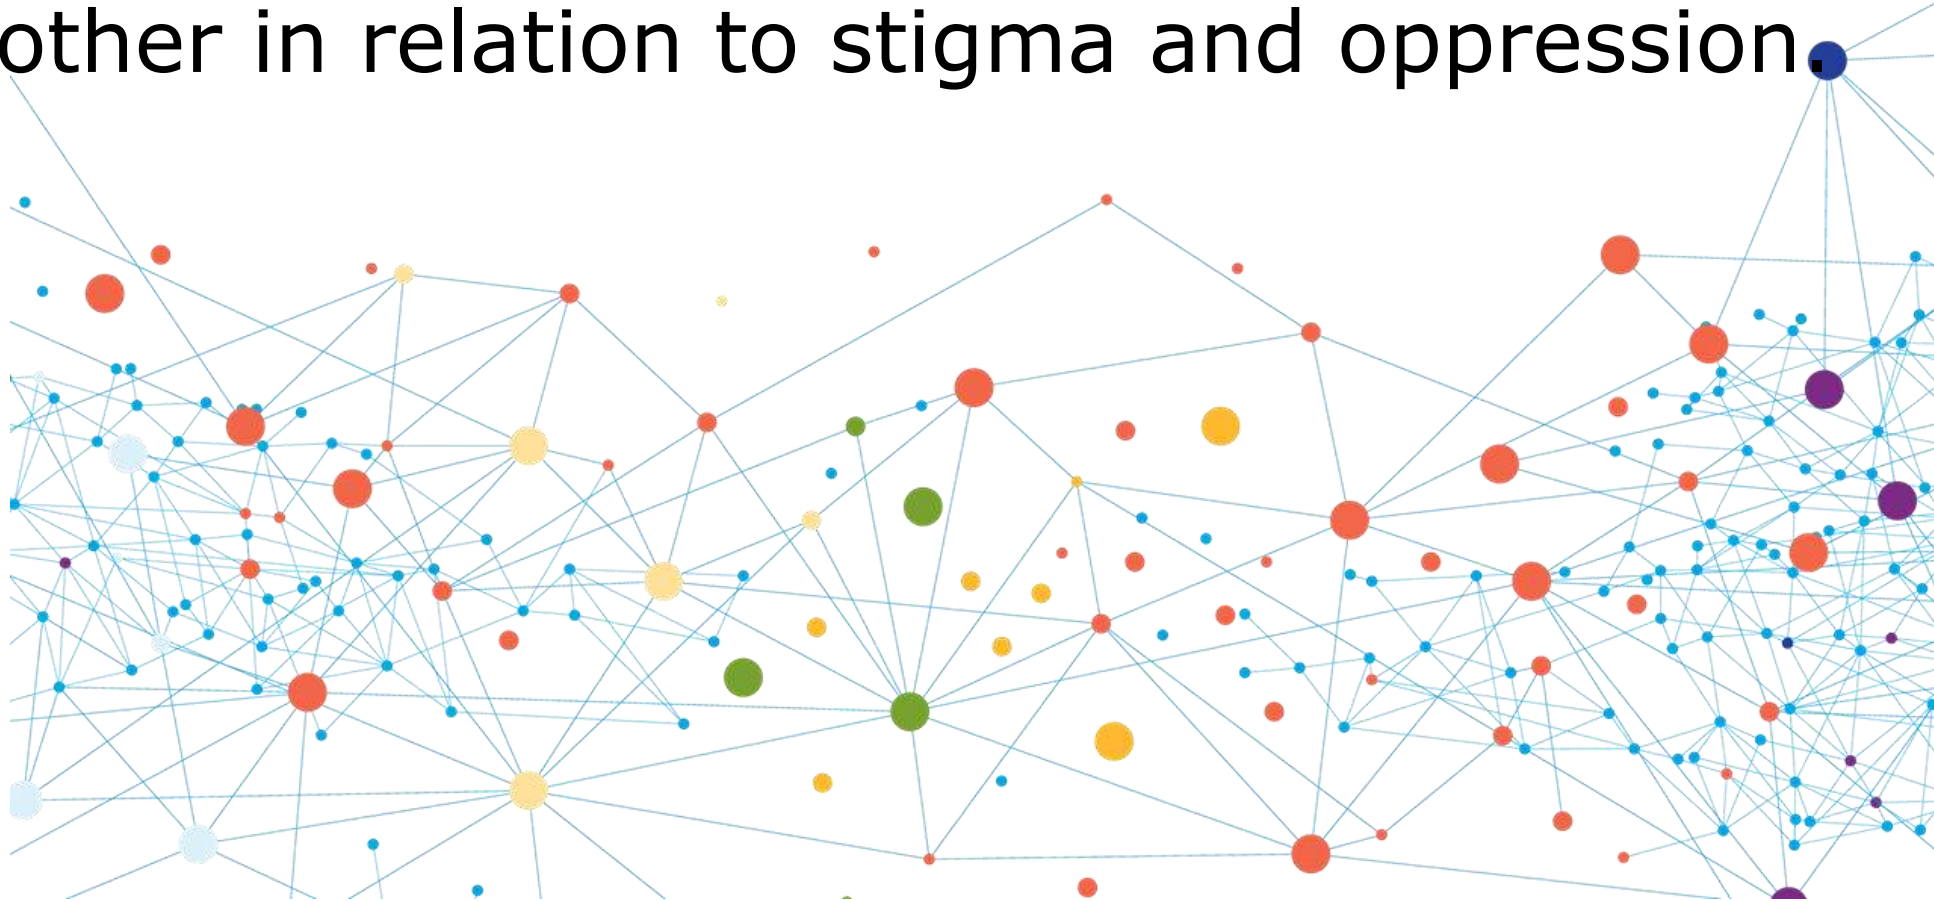 other in relation to stigma and oppression.